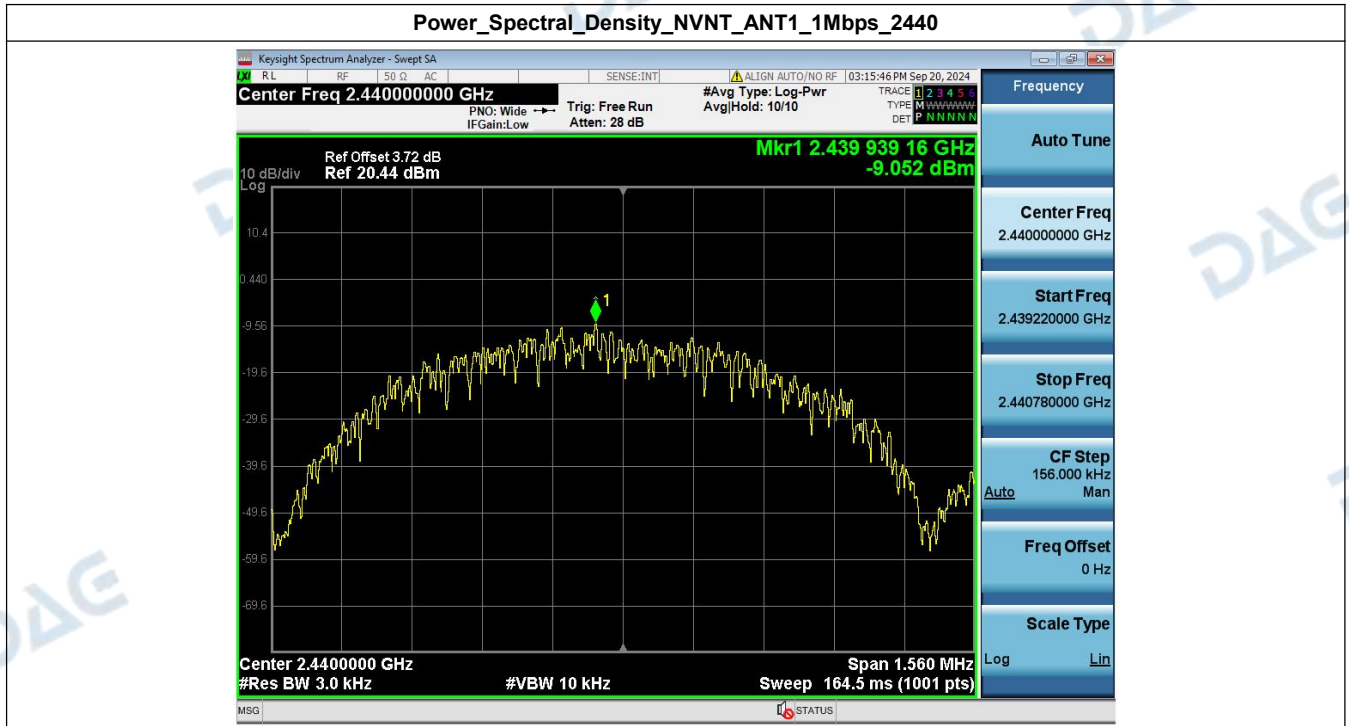 Power_Spectral_Density_NVNT_ANT1_1Mbps_2440
Keysight Spectrum Analyzer - Swept SA
LXI RL RF 50 Ω AC SENSE:INT ALIGN AUTO/NO RF 03:15:46 PM Sep 20, 2024
Center Freq 2.440000000 GHz
PNO: Wide
IFGain:Low
Trig: Free Run
Atten: 28 dB
#Avg Type: Log-Pwr
Avg|Hold: 10/10
TRACE 1 2 3 4 5 6
TYPE M WWWWW
DET P N N N N N
Mkr1 2.439 939 16 GHz
-9.052 dBm
Ref Offset 3.72 dB
10 dB/div Ref 20.44 dBm
Log
10.4
0.440
-9.56
-19.6
-29.6
-39.6
-49.6
-59.6
-69.6
1
Center 2.4400000 GHz Span 1.560 MHz
#Res BW 3.0 kHz #VBW 10 kHz Sweep 164.5 ms (1001 pts)
MSG STATUS
Frequency
Auto Tune
Center Freq
2.440000000 GHz
Start Freq
2.439220000 GHz
Stop Freq
2.440780000 GHz
CF Step
156.000 kHz
Auto Man
Freq Offset
0 Hz
Scale Type
Log Lin
DAG
DAG